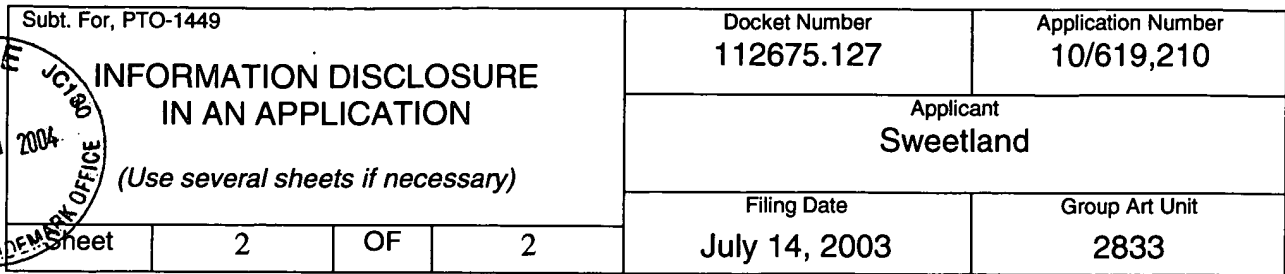 Subt. For, PTO-1449
INFORMATION DISCLOSURE
IN AN APPLICATION
(Use several sheets if necessary)
Sheet 2 OF 2
Docket Number
112675.127
Application Number
10/619,210
Applicant
Sweetland
Filing Date
July 14, 2003
Group Art Unit
2833
JC180
2004
OFFICE